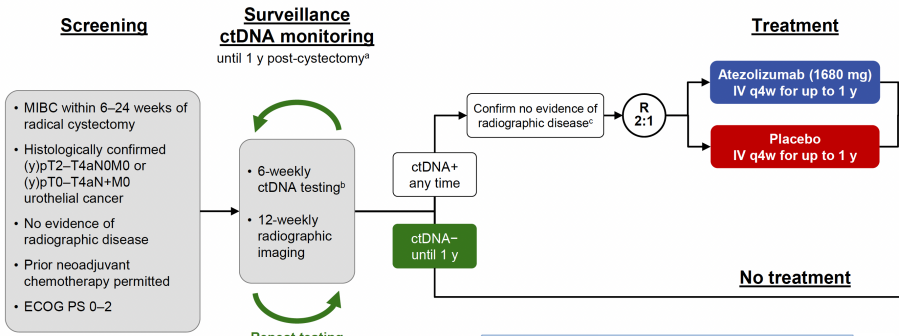 Screening
MIBC within 6–24 weeks of
radical cystectomy
Histologically confirmed
(y)pT2–T4aN0M0 or
(y)pT0–T4aN+M0
urothelial cancer
No evidence of
radiographic disease
Prior neoadjuvant
chemotherapy permitted
ECOG PS 0–2
Surveillance
ctDNA monitoring
until 1 y post-cystectomyᵃ
6-weekly
ctDNA testingᵇ
12-weekly
radiographic
imaging
Repeat testing
ctDNA+
any time
ctDNA−
until 1 y
Confirm no evidence of
radiographic diseaseᶜ
R
2:1
Treatment
Atezolizumab (1680 mg)
IV q4w for up to 1 y
Placebo
IV q4w for up to 1 y
No treatment